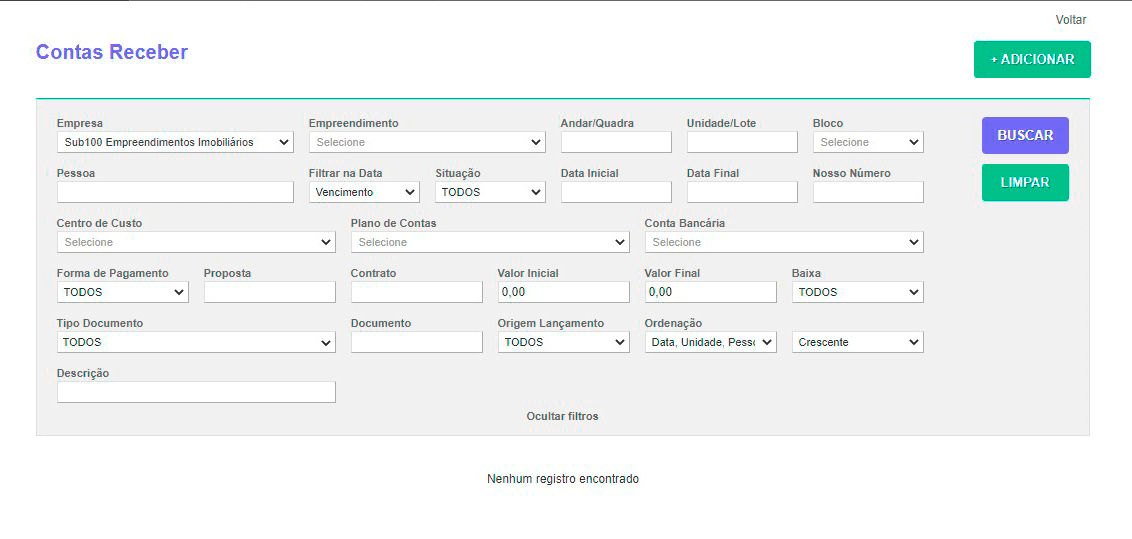 Voltar
Contas Receber
+ ADICIONAR
Empresa Empreendimento Andar/Quadra Unidade/Lote Bloco
Sub100 Empreendimentos Imobiliários Selecione Selecione
BUSCAR
Pessoa Filtrar na Data Situação Data Inicial Data Final Nosso Número
Vencimento TODOS
LIMPAR
Centro de Custo Plano de Contas Conta Bancária
Selecione Selecione Selecione
Forma de Pagamento Proposta Contrato Valor Inicial Valor Final Baixa
TODOS 0,00 0,00 TODOS
Tipo Documento Documento Origem Lançamento Ordenação
TODOS TODOS Data, Unidade, Pess Crescente
Descrição
Ocultar filtros
Nenhum registro encontrado